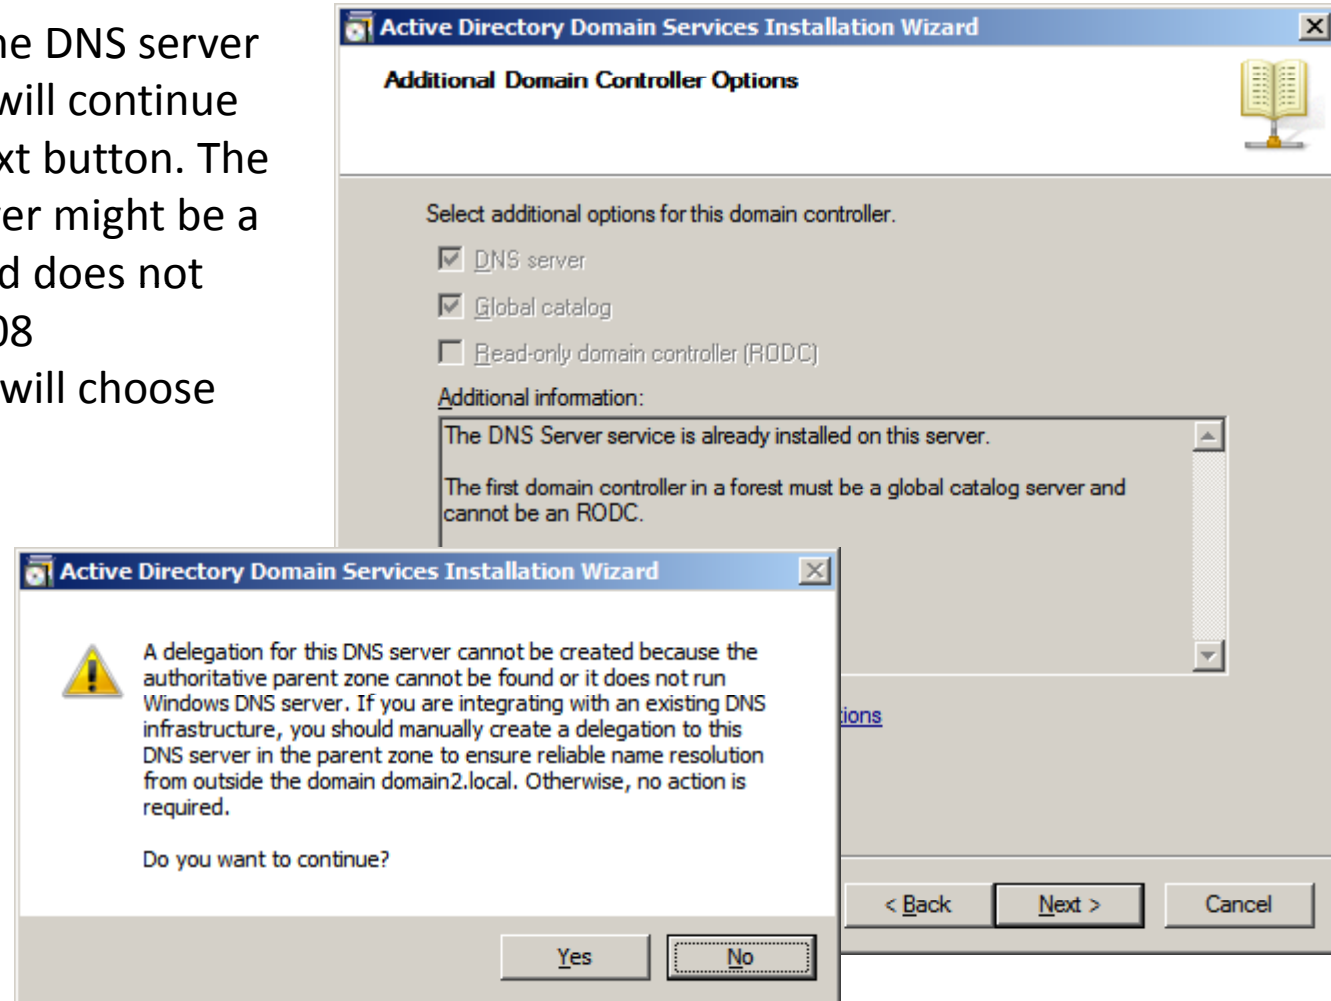 he DNS server
will continue
xt button. The
er might be a
d does not
08
will choose
Active Directory Domain Services Installation Wizard
Additional Domain Controller Options
Select additional options for this domain controller.
DNS server
Global catalog
Read-only domain controller (RODC)
Additional information:
The DNS Server service is already installed on this server.
The first domain controller in a forest must be a global catalog server and
cannot be an RODC.
tions
< Back
Next >
Cancel
Active Directory Domain Services Installation Wizard
A delegation for this DNS server cannot be created because the
authoritative parent zone cannot be found or it does not run
Windows DNS server. If you are integrating with an existing DNS
infrastructure, you should manually create a delegation to this
DNS server in the parent zone to ensure reliable name resolution
from outside the domain domain2.local. Otherwise, no action is
required.
Do you want to continue?
Yes
No